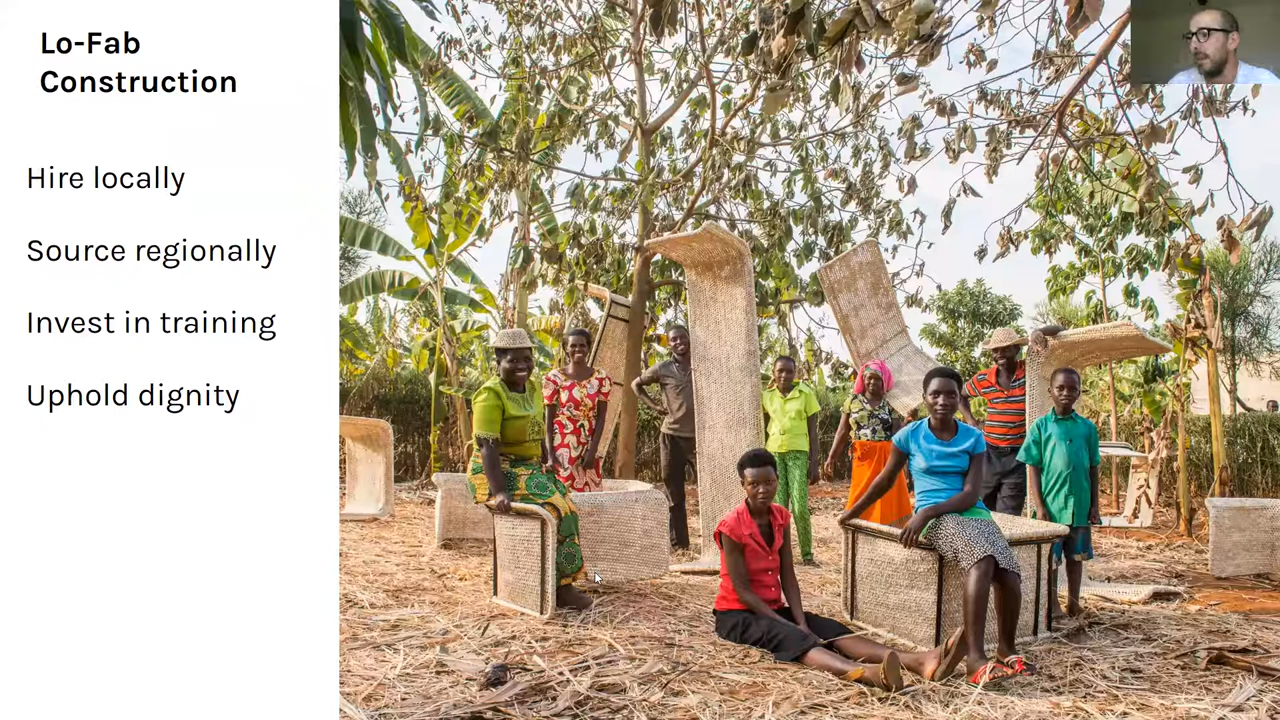 Lo-Fab
Construction
Hire locally
Source regionally
Invest in training
Uphold dignity